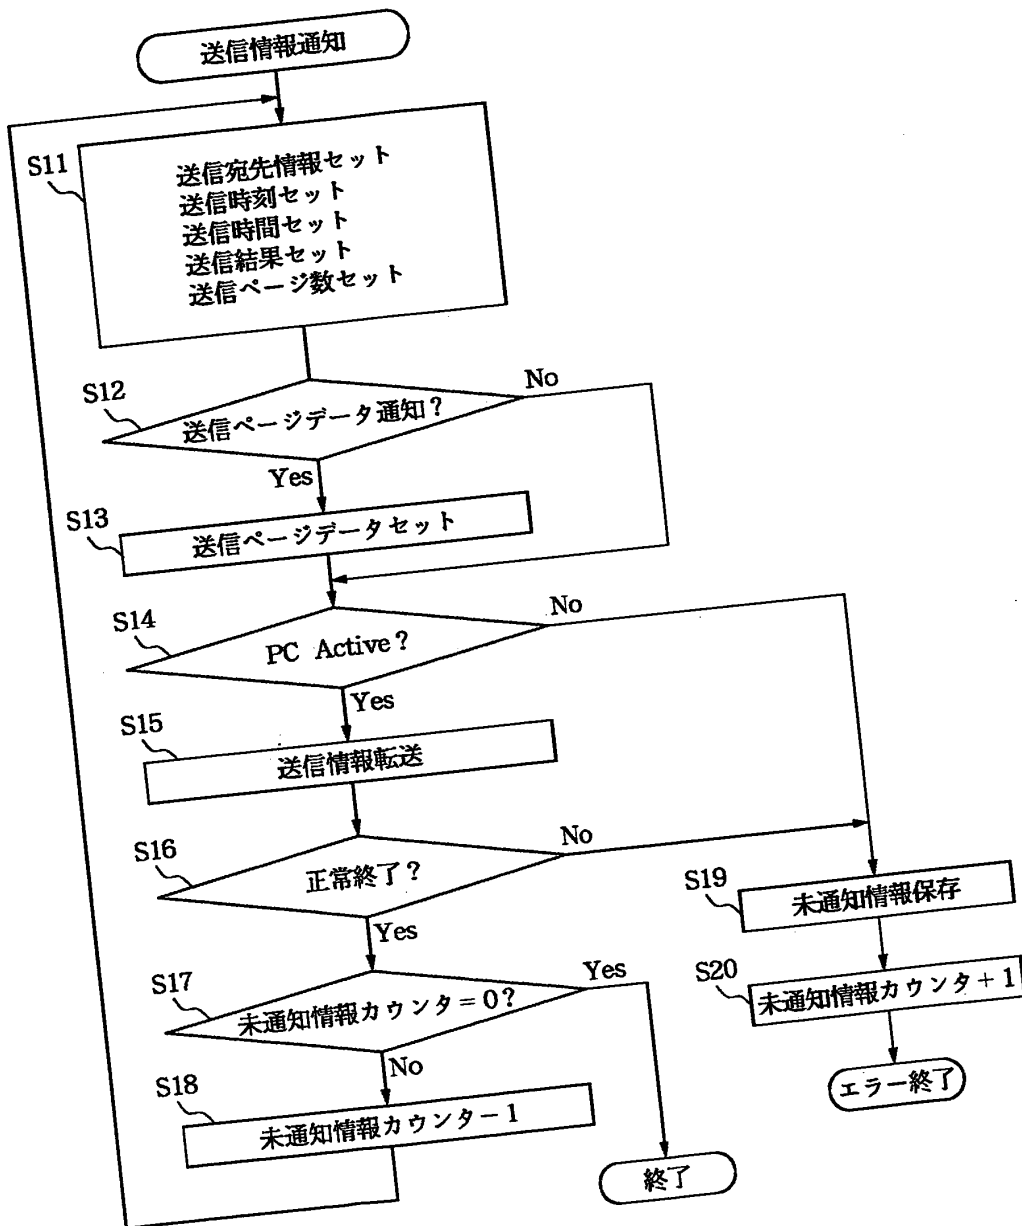 送信情報通知
S11
送信宛先情報セット
送信時刻セット
送信時間セット
送信結果セット
送信ページ数セット
S12
送信ページデータ通知?
No
Yes
S13
送信ページデータセット
S14
PC Active?
No
Yes
S15
送信情報転送
S16
正常終了?
No
Yes
S19
未通知情報保存
S17
未通知情報カウンタ=0?
Yes
No
S20
未通知情報カウンタ+1
エラー終了
S18
未通知情報カウンタ-1
終了